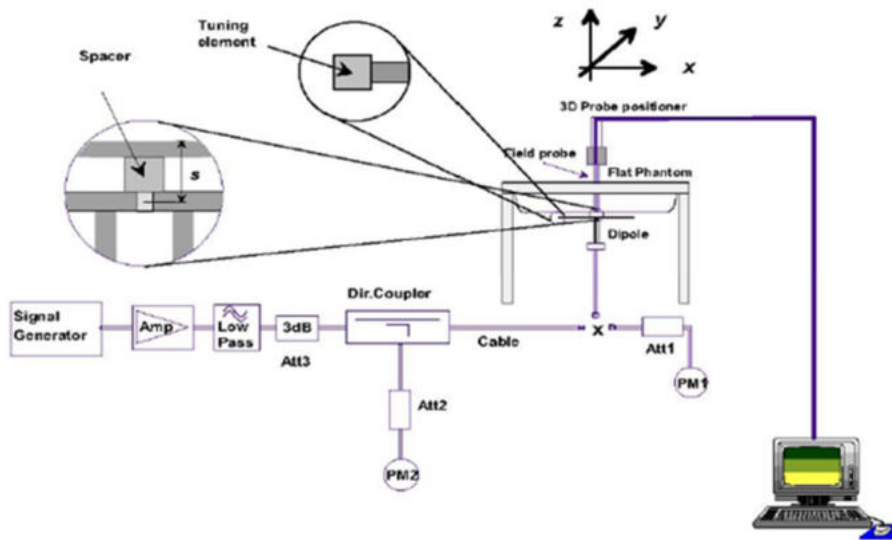 Tuning
element
Spacer
s
z
y
x
3D Probe positioner
Field probe
Flat Phantom
Dipole
Signal
Generator
Amp
Low
Pass
3dB
Att3
Dir.Coupler
Cable
x
Att1
PM1
Att2
PM2